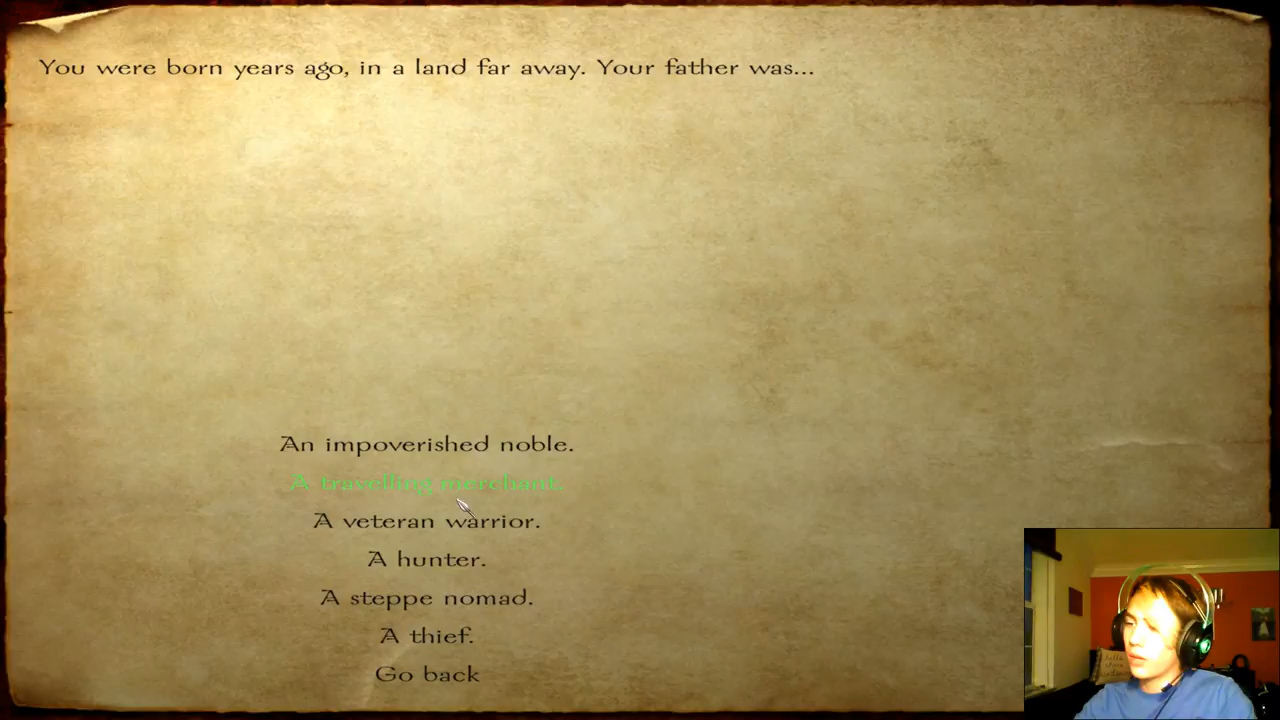 You were born years ago, in a land far away. Your father was...
An impoverished noble.
A travelling merchant.
A veteran warrior.
A hunter.
A steppe nomad.
A thief.
Go back